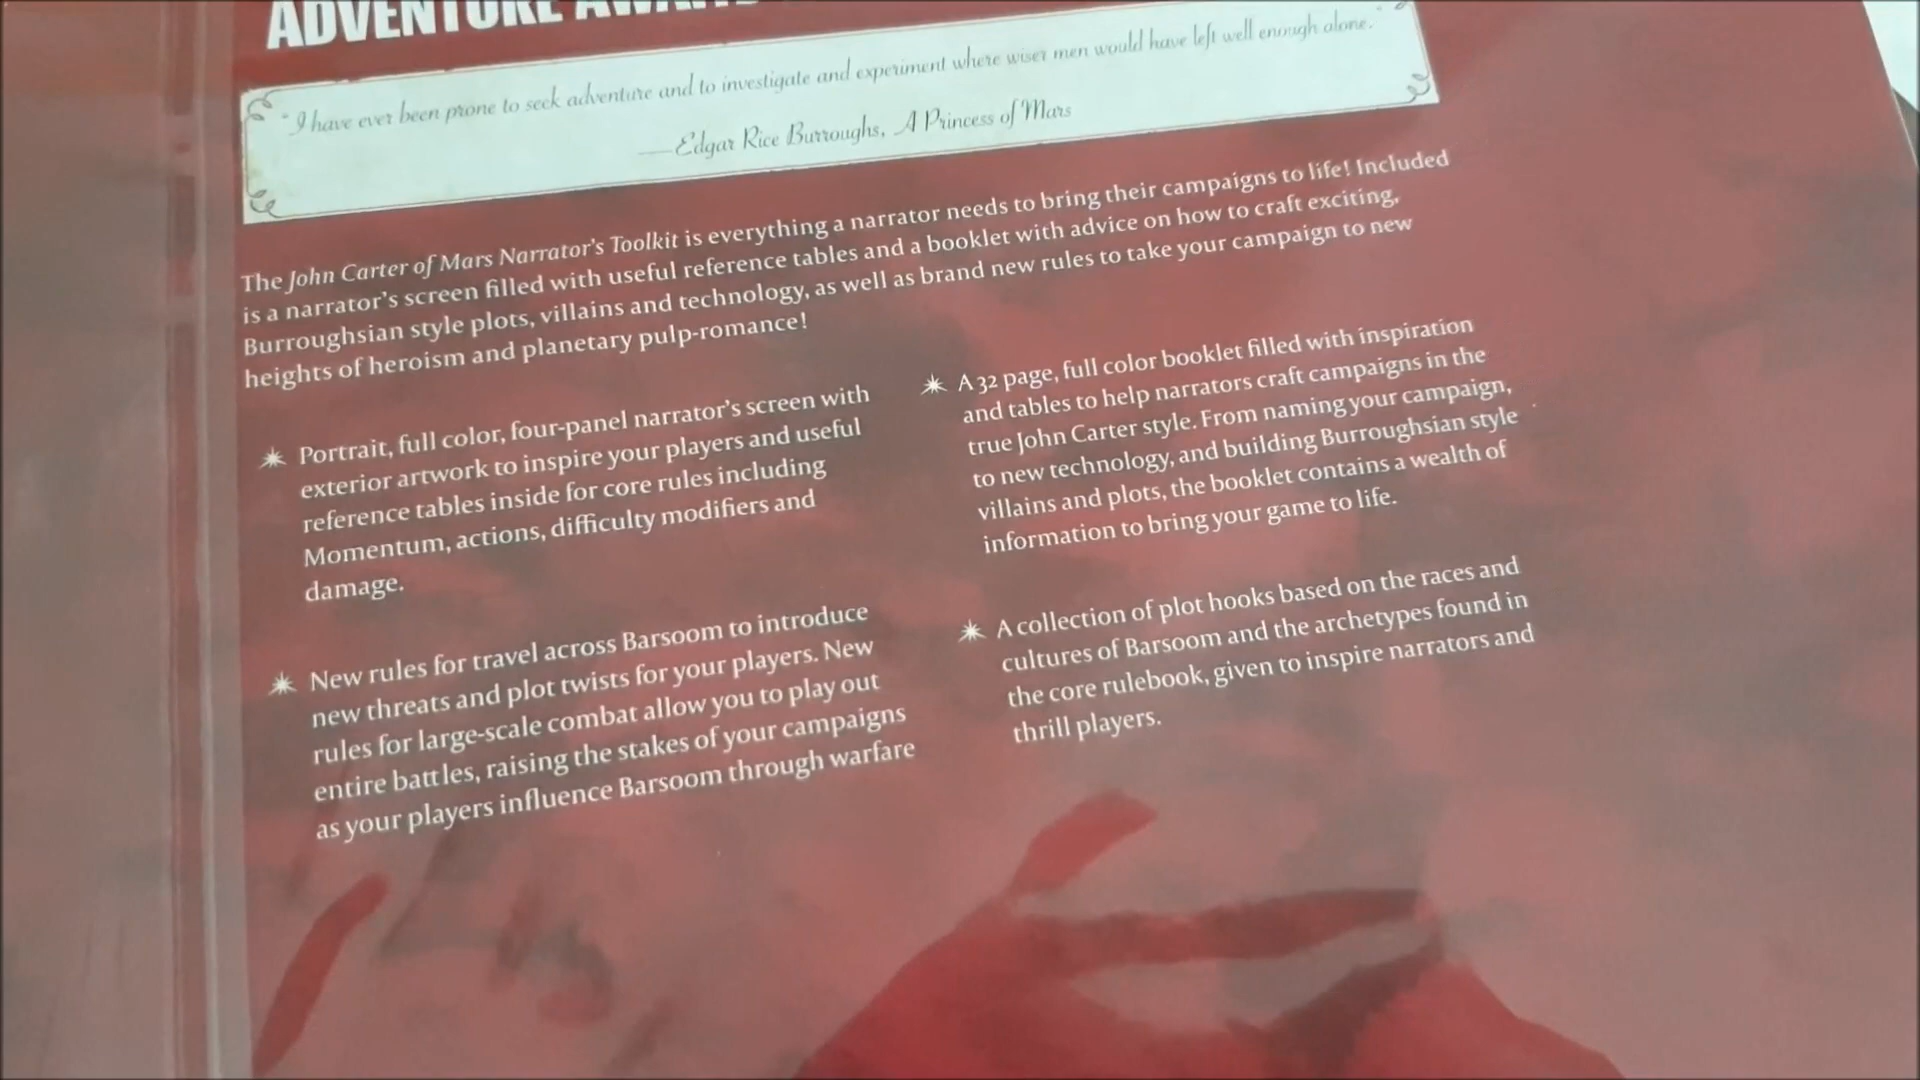 ADVENTURE
"I have ever been prone to seek adventure and to investigate and experiment where wiser men would have left well enough alone."
—Edgar Rice Burroughs, A Princess of Mars
The John Carter of Mars Narrator's Toolkit is everything a narrator needs to bring their campaigns to life! Included
is a narrator's screen filled with useful reference tables and a booklet with advice on how to craft exciting,
Burroughsian style plots, villains and technology, as well as brand new rules to take your campaign to new
heights of heroism and planetary pulp-romance!
Portrait, full color, four-panel narrator's screen with
exterior artwork to inspire your players and useful
reference tables inside for core rules including
Momentum, actions, difficulty modifiers and
damage.
New rules for travel across Barsoom to introduce
new threats and plot twists for your players. New
rules for large-scale combat allow you to play out
entire battles, raising the stakes of your campaigns
as your players influence Barsoom through warfare
A 32 page, full color booklet filled with inspiration
and tables to help narrators craft campaigns in the
true John Carter style. From naming your campaign,
to new technology, and building Burroughsian style
villains and plots, the booklet contains a wealth of
information to bring your game to life.
A collection of plot hooks based on the races and
cultures of Barsoom and the archetypes found in
the core rulebook, given to inspire narrators and
thrill players.